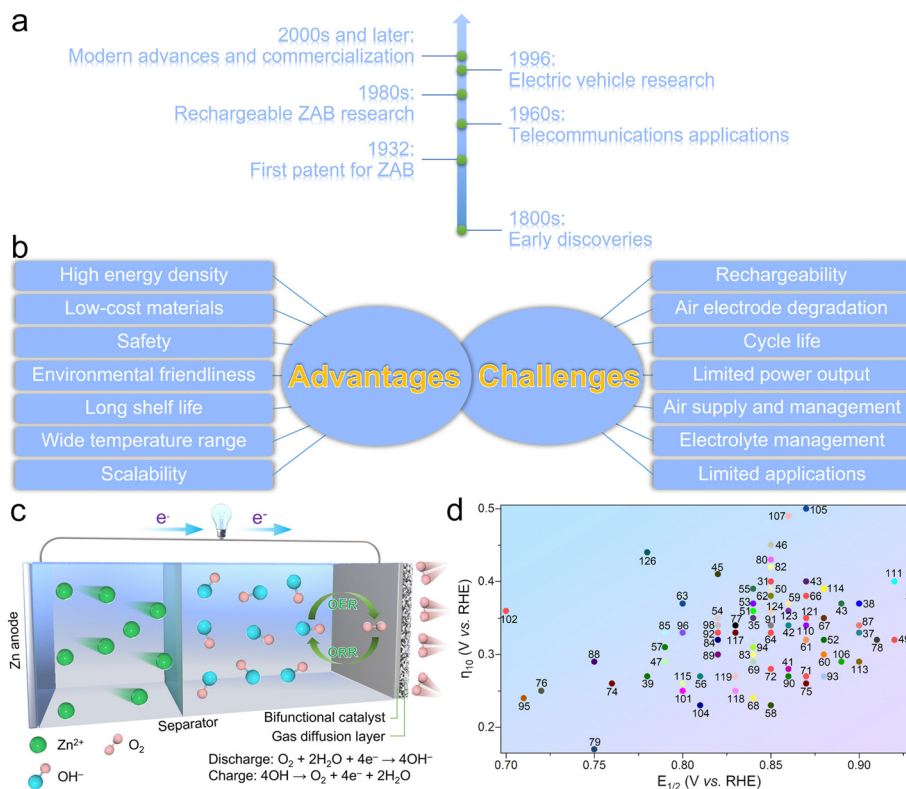 a
2000s and later:
Modern advances and commercialization
1996:
Electric vehicle research
1980s:
Rechargeable ZAB research
1960s:
Telecommunications applications
1932:
First patent for ZAB
1800s:
Early discoveries
b
High energy density
Low-cost materials
Safety
Environmental friendliness
Long shelf life
Wide temperature range
Scalability
Advantages
Challenges
Rechargeability
Air electrode degradation
Cycle life
Limited power output
Air supply and management
Electrolyte management
Limited applications
c
e⁻
e⁻
Zn anode
OER
ORR
Separator
Bifunctional catalyst
Gas diffusion layer
Zn²⁺
O₂
OH⁻
Discharge: O₂ + 2H₂O + 4e⁻ → 4OH⁻
Charge: 4OH → O₂ + 4e⁻ + 2H₂O
d
η₁₀ (V vs. RHE)
0.5
0.4
0.3
0.2
107 105
46
126 45 80
82
31 43 111
55 62 50 66 114
63 53 59 43 38
102 51 124 123 121
54 35 91 110 67 87
85 96 98 77 42 37
92 64
57 84 117 94 61 52 78 49
88 47 89 83 69 41 60 106 113
76 115 119 72 71
74 39 56 90 93
101 75
95 118 68
104 58
79
0.70 0.75 0.80 0.85 0.90
E₁/₂ (V vs. RHE)